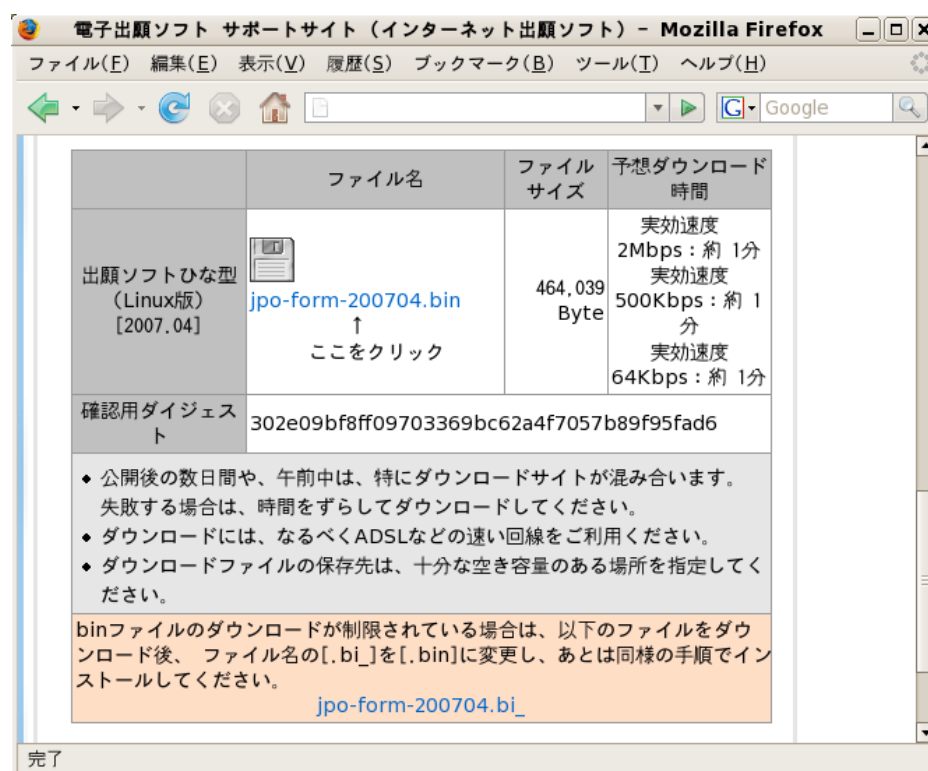 電子出願ソフト サポートサイト（インターネット出願ソフト）- Mozilla Firefox
ファイル(F) 編集(E) 表示(V) 履歴(S) ブックマーク(B) ツール(T) ヘルプ(H)
G Google
ファイル名
ファイル
サイズ
予想ダウンロード
時間
出願ソフトひな型
（Linux版）
[2007.04]
jpo-form-200704.bin
↑
ここをクリック
464,039
Byte
実効速度
2Mbps：約 1分
実効速度
500Kbps：約 1
分
実効速度
64Kbps：約 1分
確認用ダイジェス
ト
302e09bf8ff09703369bc62a4f7057b89f95fad6
• 公開後の数日間や、午前中は、特にダウンロードサイトが混み合います。
失敗する場合は、時間をずらしてダウンロードしてください。
• ダウンロードには、なるべくADSLなどの速い回線をご利用ください。
• ダウンロードファイルの保存先は、十分な空き容量のある場所を指定してく
ださい。
binファイルのダウンロードが制限されている場合は、以下のファイルをダウ
ンロード後、 ファイル名の[.bi_]を[.bin]に変更し、あとは同様の手順でイン
ストールしてください。
jpo-form-200704.bi_
完了